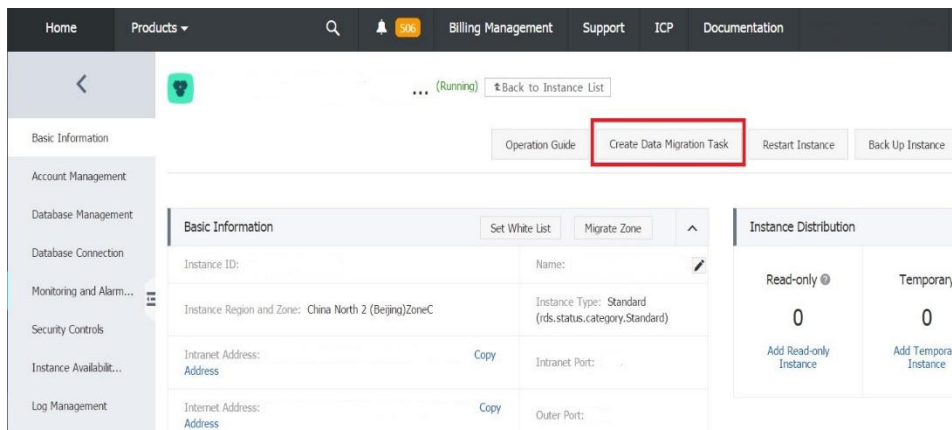 Home Products 506 Billing Management Support ICP Documentation
... (Running) Back to Instance List
Operation Guide Create Data Migration Task Restart Instance Back Up Instance
Basic Information
Account Management
Database Management
Database Connection
Monitoring and Alarm...
Security Controls
Instance Availabilit...
Log Management
Basic Information Set White List Migrate Zone
Instance ID: Name:
Instance Region and Zone: China North 2 (Beijing)ZoneC Instance Type: Standard
(rds.status.category.Standard)
Intranet Address: Copy Intranet Port:
Address
Internet Address: Copy Outer Port:
Address
Instance Distribution
Read-only Temporary
0 0
Add Read-only Add Tempora
Instance Instance